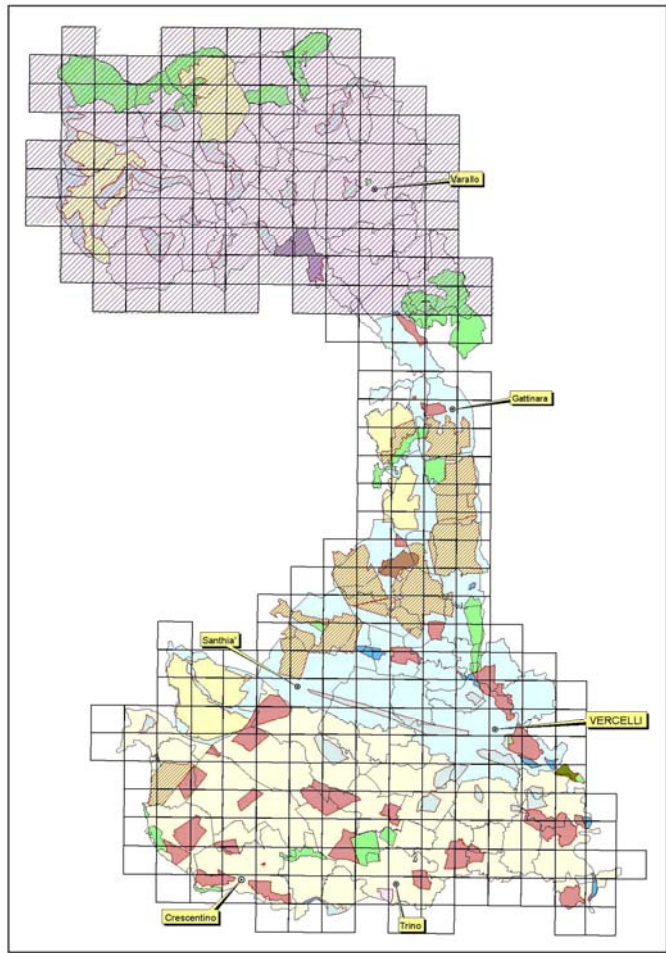 Varallo
Gattinara
Santhia'
VERCELLI
Crescentino
Trino